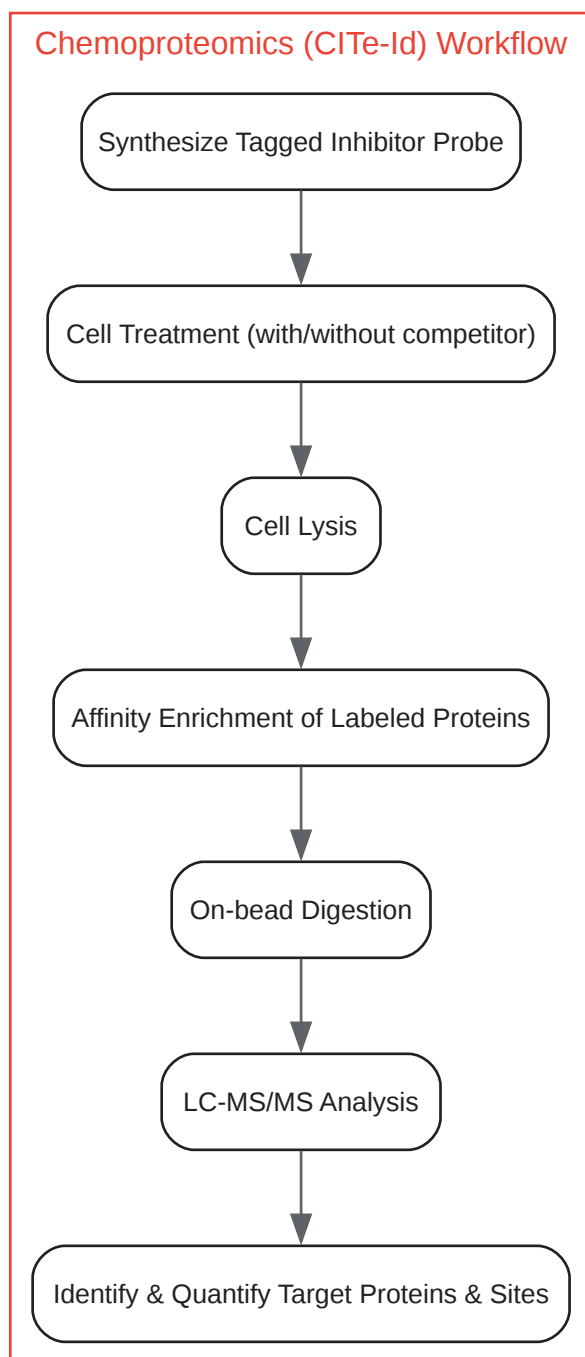 Chemoproteomics (CITe-Id) Workflow
Synthesize Tagged Inhibitor Probe
Cell Treatment (with/without competitor)
Cell Lysis
Affinity Enrichment of Labeled Proteins
On-bead Digestion
LC-MS/MS Analysis
Identify & Quantify Target Proteins & Sites